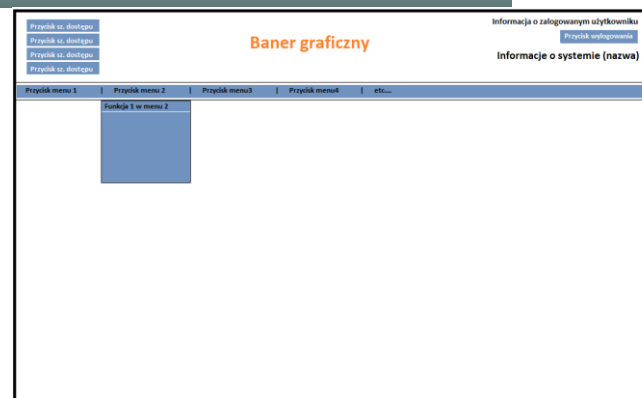 Przycisk sz. dostępu
Przycisk sz. dostępu
Przycisk sz. dostępu
Przycisk sz. dostępu
Baner graficzny
Informacja o zalogowanym użytkowniku
Przycisk wylogowania
Informacje o systemie (nazwa)
Przycisk menu 1 | Przycisk menu 2 | Przycisk menu3 | Przycisk menu4 | etc....
Funkcja 1 w menu 2